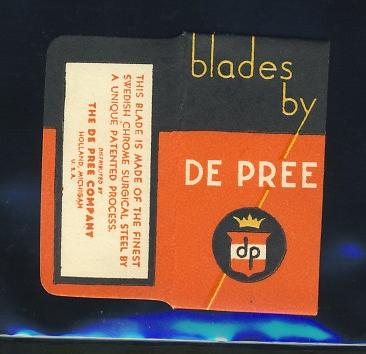 blades
by
DE PREE
dp
THIS BLADE IS MADE OF THE FINEST
SWEDISH CHROME SURGICAL STEEL BY
A UNIQUE PATENTED PROCESS.
DISTRIBUTED BY
THE DE PREE COMPANY
HOLLAND, MICHIGAN
U.S.A.